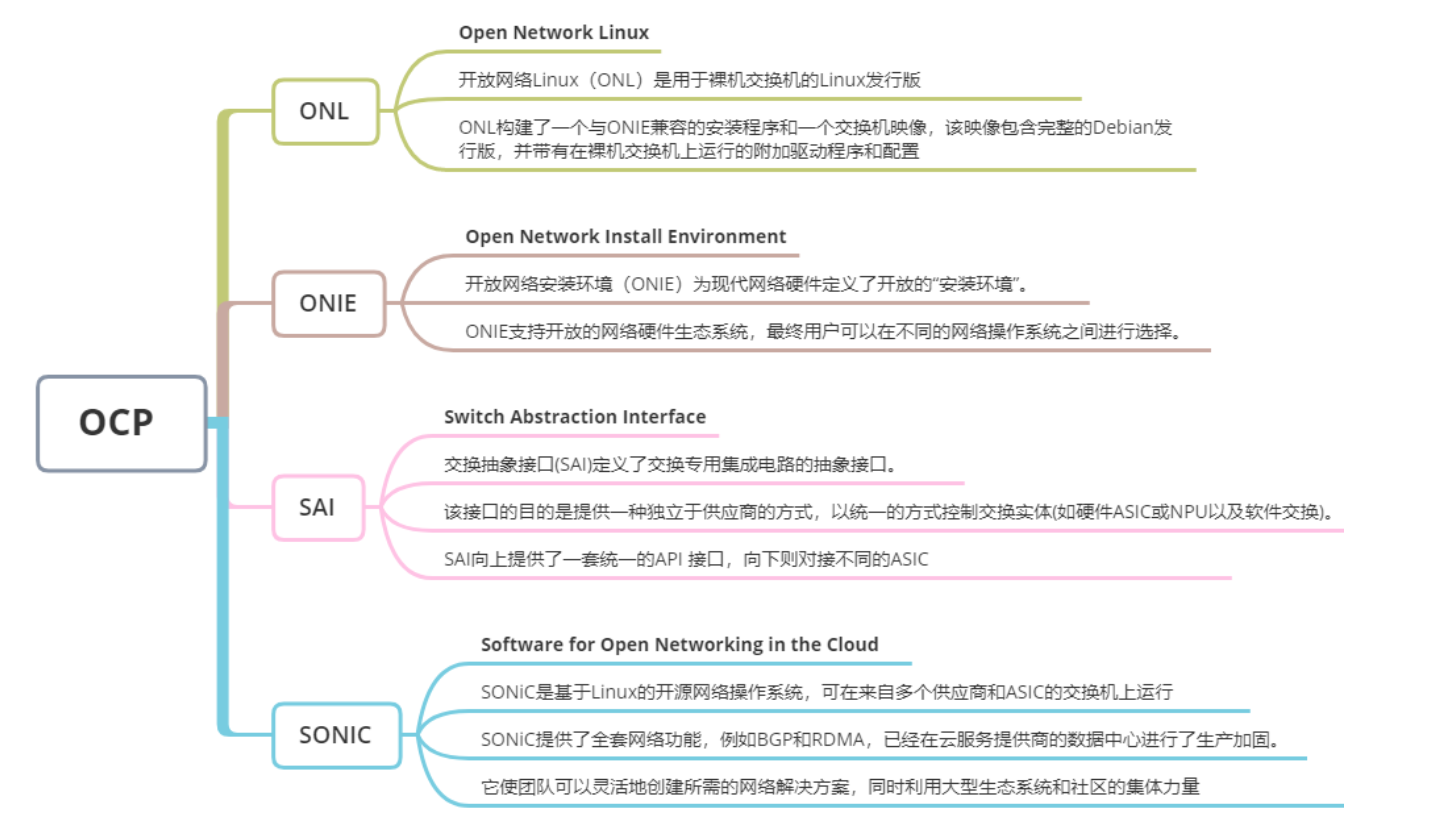 OCP
ONL
Open Network Linux
开放网络Linux（ONL）是用于裸机交换机的Linux发行版
ONL构建了一个与ONIE兼容的安装程序和一个交换机映像，该映像包含完整的Debian发
行版，并带有在裸机交换机上运行的附加驱动程序和配置
ONIE
Open Network Install Environment
开放网络安装环境（ONIE）为现代网络硬件定义了开放的“安装环境”。
ONIE支持开放的网络硬件生态系统，最终用户可以在不同的网络操作系统之间进行选择。
SAI
Switch Abstraction Interface
交换抽象接口(SAI)定义了交换专用集成电路的抽象接口。
该接口的目的是提供一种独立于供应商的方式，以统一的方式控制交换实体(如硬件ASIC或NPU以及软件交换)。
SAI向上提供了一套统一的API 接口，向下则对接不同的ASIC
SONIC
Software for Open Networking in the Cloud
SONiC是基于Linux的开源网络操作系统，可在来自多个供应商和ASIC的交换机上运行
SONiC提供了全套网络功能，例如BGP和RDMA，已经在云服务提供商的数据中心进行了生产加固。
它使团队可以灵活地创建所需的网络解决方案，同时利用大型生态系统和社区的集体力量